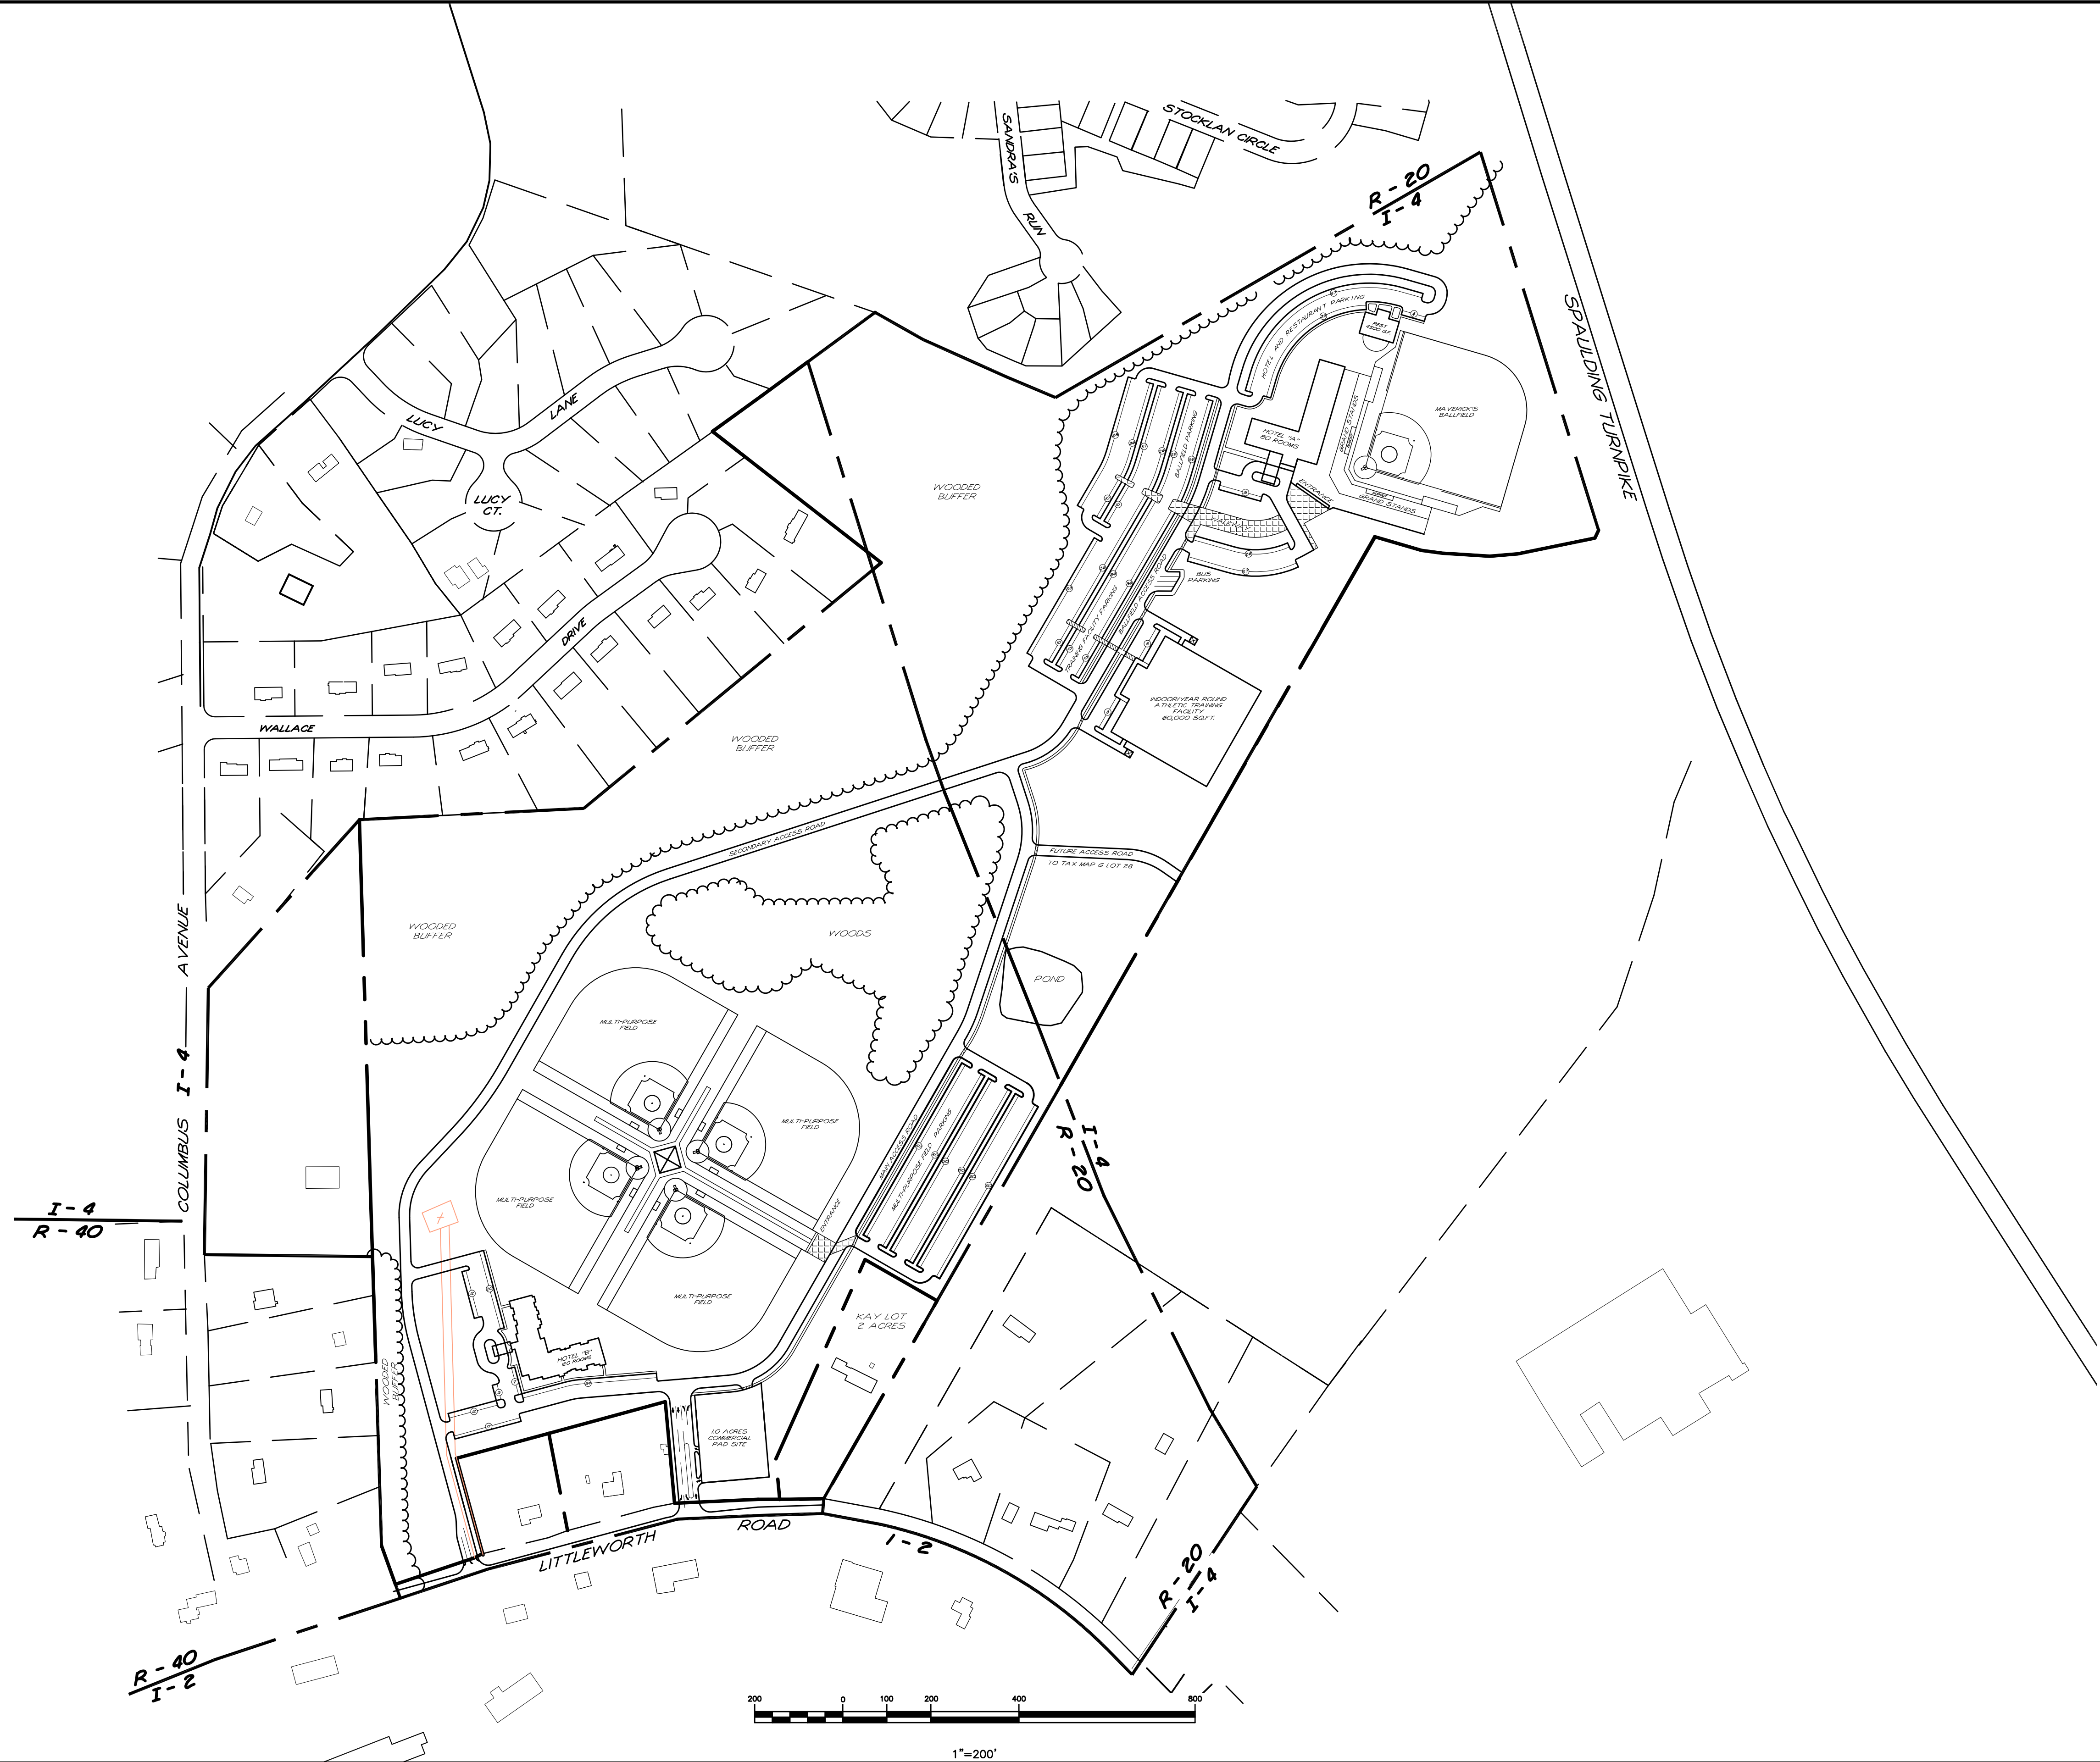 STOCKLAN CIRCLE
SANDRA'S
RUN
R - 20
I - 4
SPAULDING TURNPIKE
HOTEL AND RESTAURANT PARKING
REST.
4500 S.F.
MAVERICK'S
BALLFIELD
GRAND STANDS
HOTEL "A"
80 ROOMS
BALLFIELD PARKING
ENTRANCE
GRAND STANDS
WALKWAY
LUCY
LANE
LUCY
CT.
WOODED
BUFFER
BUS
PARKING
BALLFIELD ACCESS ROAD
TRAINING FACILITY PARKING
DRIVE
WALLACE
INDOOR/YEAR ROUND
ATHLETIC TRAINING
FACILITY
60,000 SQ.FT.
WOODED
BUFFER
SECONDARY ACCESS ROAD
FUTURE ACCESS ROAD
TO TAX MAP G LOT 28
WOODED
BUFFER
WOODS
POND
COLUMBUS I - 4 AVENUE
MULTI-PURPOSE
FIELD
MULTI-PURPOSE
FIELD
MAIN ACCESS ROAD
MULTI-PURPOSE FIELD PARKING
I - 4
R - 20
MULTI-PURPOSE
FIELD
ENTRANCE
I - 4
R - 40
MULTI-PURPOSE
FIELD
KAY LOT
2 ACRES
HOTEL "B"
WOODED
BUFFER
1.0 ACRES
COMMERCIAL
PAD SITE
LITTLEWORTH
ROAD
I - 2
R - 20
I - 4
R - 40
I - 2
200 0 100 200 400 800
1"=200'